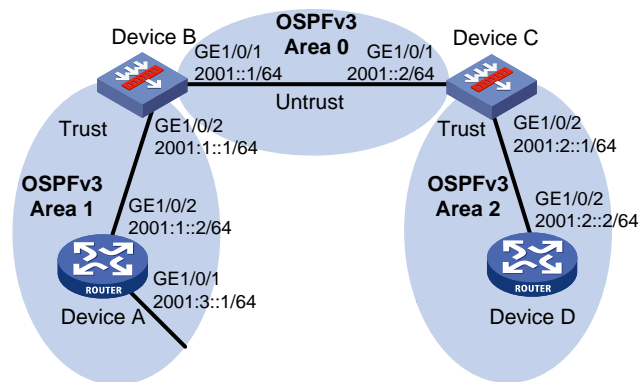 OSPFv3
Area 0
Device B
Device C
GE1/0/1
2001::1/64
GE1/0/1
2001::2/64
Untrust
Trust
GE1/0/2
2001:1::1/64
Trust
GE1/0/2
2001:2::1/64
OSPFv3
Area 1
GE1/0/2
2001:1::2/64
OSPFv3
Area 2
GE1/0/2
2001:2::2/64
ROUTER
GE1/0/1
2001:3::1/64
Device A
ROUTER
Device D